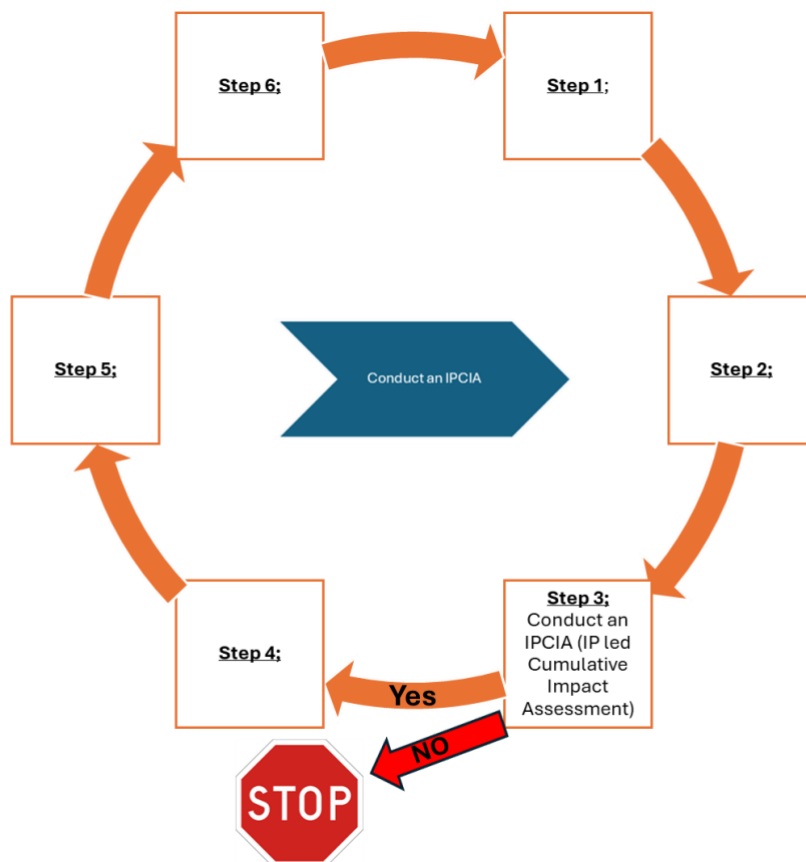 Step 6;
Step 1;
Step 5;
Conduct an IPCIA
Step 2;
Step 4;
Step 3;
Conduct an
IPCIA (IP led
Cumulative
Impact
Assessment)
Yes
NO
STOP